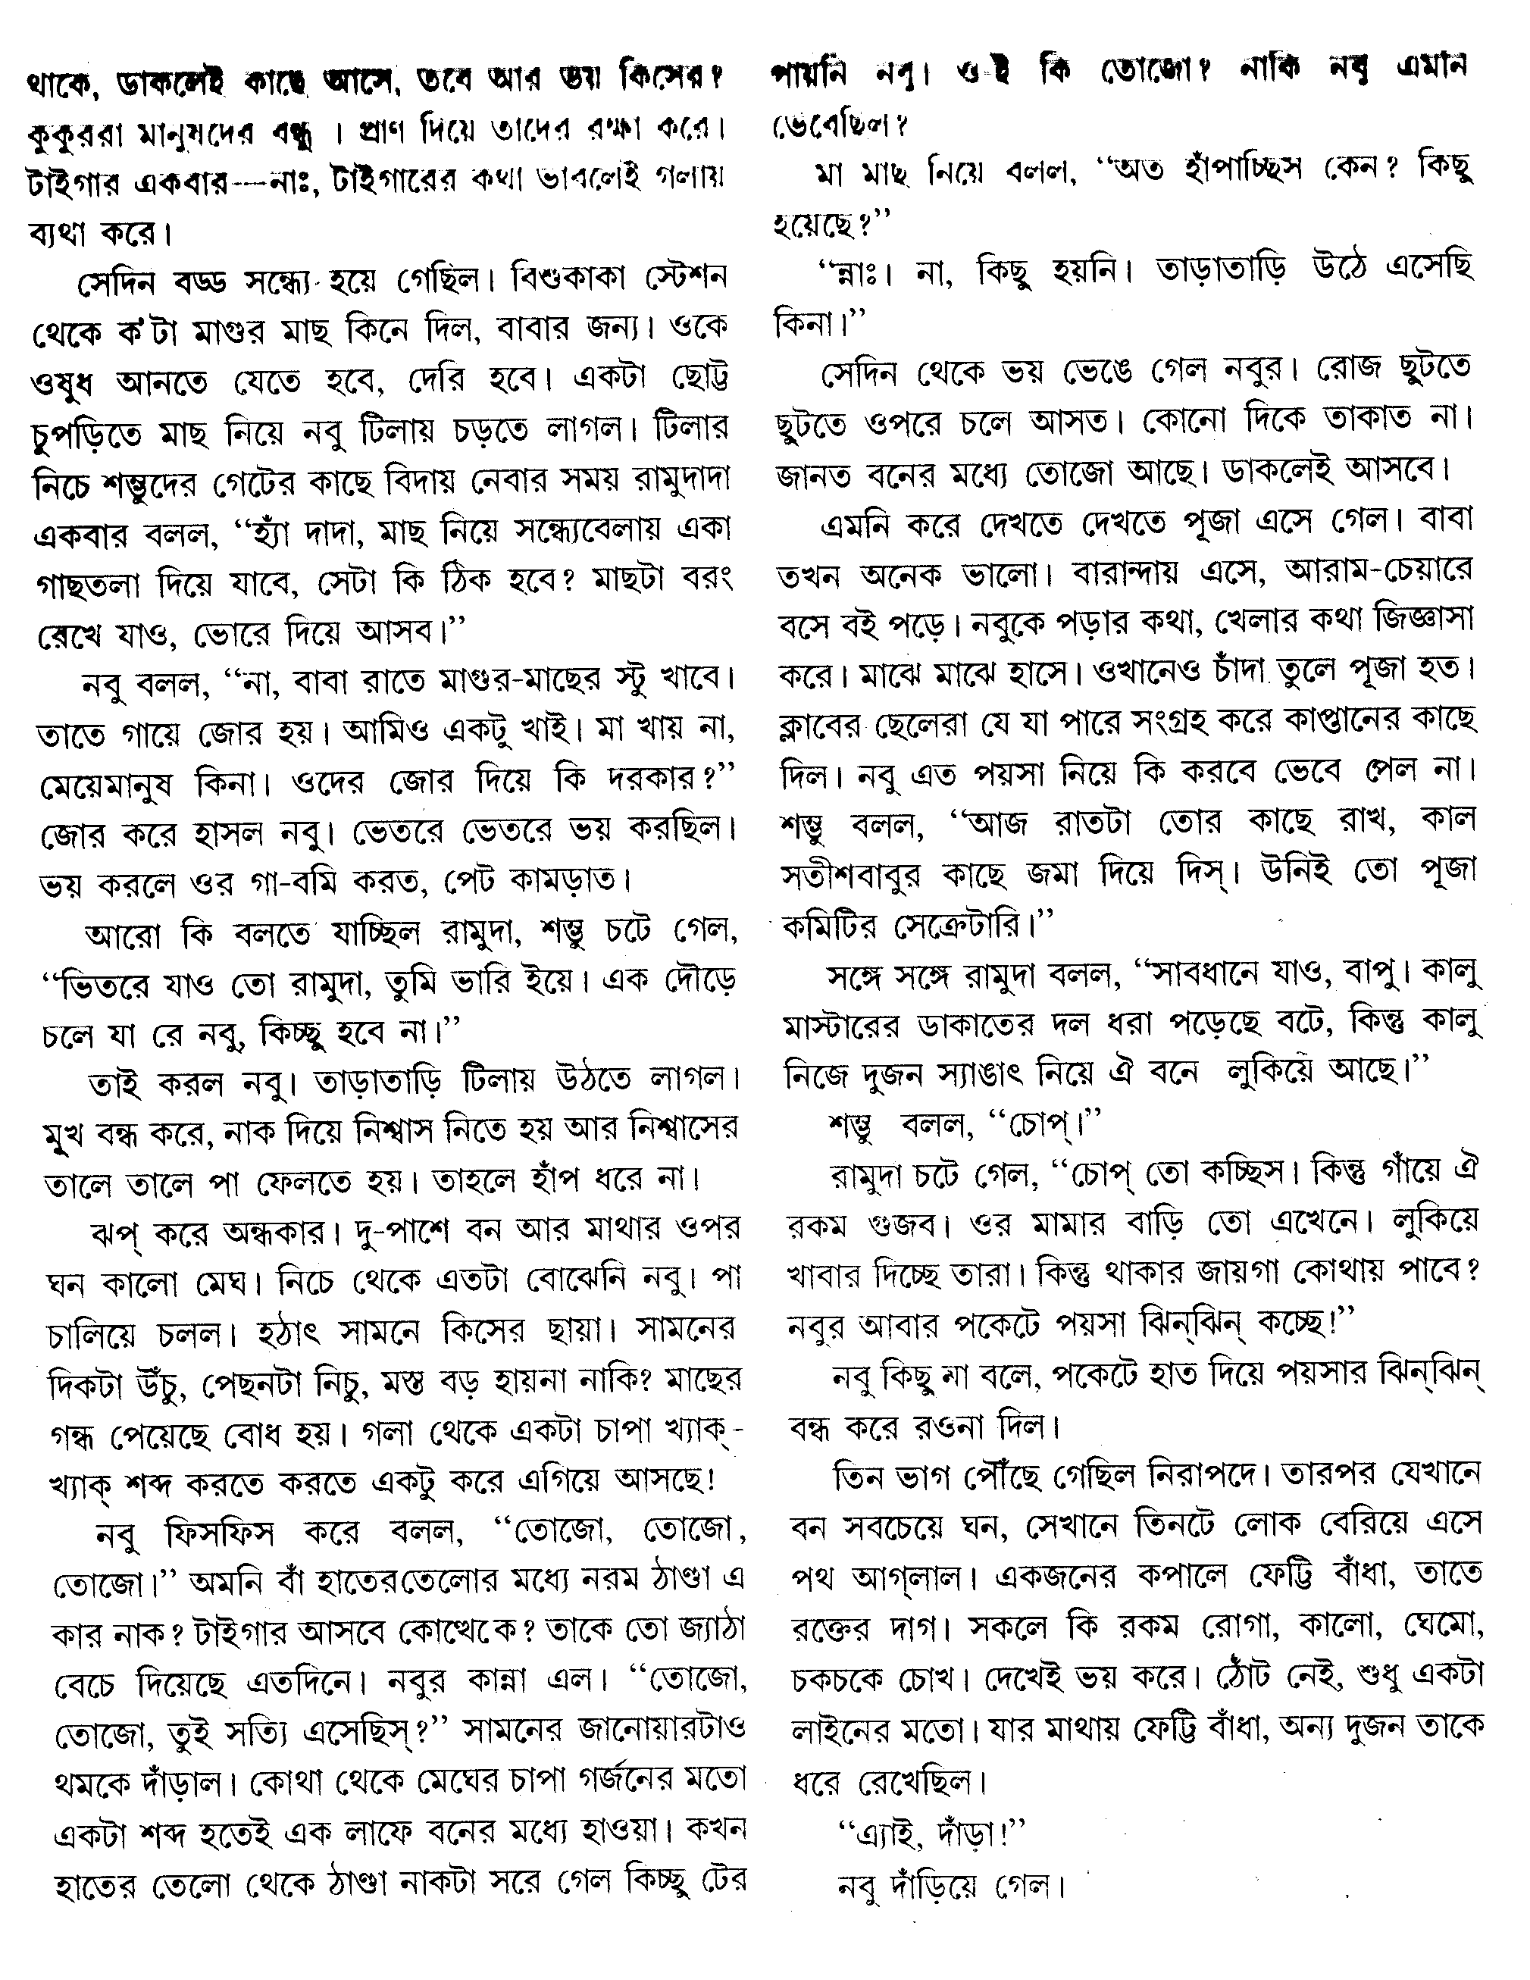 থাকে, ডাকলেই কাছে আসে, তবে আর ভয় কিসের?
কুকুররা মানুষদের বন্ধু । প্রাণ দিয়ে তাদের রক্ষা করে।
টাইগার একবার---নাঃ, টাইগারের কথা ভাবলেই গলায়
ব্যথা করে।
সেদিন বড্ড সন্ধ্যে হয়ে গেছিল। বিশুকাকা স্টেশন
থেকে ক'টা মাগুর মাছ কিনে দিল, বাবার জন্য। ওকে
ওষুধ আনতে যেতে হবে, দেরি হবে। একটা ছোট্ট
চুপড়িতে মাছ নিয়ে নবু টিলায় চড়তে লাগল। টিলার
নিচে শম্ভুদের গেটের কাছে বিদায় নেবার সময় রামুদাদা
একবার বলল, “হ্যাঁ দাদা, মাছ নিয়ে সন্ধ্যেবেলায় একা
গাছতলা দিয়ে যাবে, সেটা কি ঠিক হবে? মাছটা বরং
রেখে যাও, ভোরে দিয়ে আসব।”
নবু বলল, “না, বাবা রাতে মাগুর-মাছের স্টু খাবে।
তাতে গায়ে জোর হয়। আমিও একটু খাই। মা খায় না,
মেয়েমানুষ কিনা। ওদের জোর দিয়ে কি দরকার?”
জোর করে হাসল নবু। ভেতরে ভেতরে ভয় করছিল।
ভয় করলে ওর গা-বমি করত, পেট কামড়াত।
আরো কি বলতে যাচ্ছিল রামুদা, শম্ভু চটে গেল,
“ভিতরে যাও তো রামুদা, তুমি ভারি ইয়ে। এক দৌড়ে
চলে যা রে নবু, কিচ্ছু হবে না।”
তাই করল নবু। তাড়াতাড়ি টিলায় উঠতে লাগল।
মুখ বন্ধ করে, নাক দিয়ে নিশ্বাস নিতে হয় আর নিশ্বাসের
তালে তালে পা ফেলতে হয়। তাহলে হাঁপ ধরে না।
ঝপ্ করে অন্ধকার। দু-পাশে বন আর মাথার ওপর
ঘন কালো মেঘ। নিচে থেকে এতটা বোঝেনি নবু। পা
চালিয়ে চলল। হঠাৎ সামনে কিসের ছায়া। সামনের
দিকটা উঁচু, পেছনটা নিচু, মস্ত বড় হায়না নাকি? মাছের
গন্ধ পেয়েছে বোধ হয়। গলা থেকে একটা চাপা খ্যাক্-
খ্যাক্ শব্দ করতে করতে একটু করে এগিয়ে আসছে!
নবু ফিসফিস করে বলল, “তোজো, তোজো,
তোজো।” অমনি বাঁ হাতেরতেলোর মধ্যে নরম ঠাণ্ডা এ
কার নাক? টাইগার আসবে কোত্থেকে? তাকে তো জ্যাঠা
বেচে দিয়েছে এতদিনে। নবুর কান্না এল। “তোজো,
তোজো, তুই সত্যি এসেছিস্?” সামনের জানোয়ারটাও
থমকে দাঁড়াল। কোথা থেকে মেঘের চাপা গর্জনের মতো
একটা শব্দ হতেই এক লাফে বনের মধ্যে হাওয়া। কখন
হাতের তেলো থেকে ঠাণ্ডা নাকটা সরে গেল কিচ্ছু টের
পায়নি নবু। ও-ই কি তোজো? নাকি নবু এমনি
ভেবেছিল?
মা মাছ নিয়ে বলল, “অত হাঁপাচ্ছিস কেন? কিছু
হয়েছে?”
“ন্নাঃ। না, কিছু হয়নি। তাড়াতাড়ি উঠে এসেছি
কিনা।”
সেদিন থেকে ভয় ভেঙে গেল নবুর। রোজ ছুটতে
ছুটতে ওপরে চলে আসত। কোনো দিকে তাকাত না।
জানত বনের মধ্যে তোজো আছে। ডাকলেই আসবে।
এমনি করে দেখতে দেখতে পূজা এসে গেল। বাবা
তখন অনেক ভালো। বারান্দায় এসে, আরাম-চেয়ারে
বসে বই পড়ে। নবুকে পড়ার কথা, খেলার কথা জিজ্ঞাসা
করে। মাঝে মাঝে হাসে। ওখানেও চাঁদা তুলে পূজা হত।
ক্লাবের ছেলেরা যে যা পারে সংগ্রহ করে কাপ্তানের কাছে
দিল। নবু এত পয়সা নিয়ে কি করবে ভেবে পেল না।
শম্ভু বলল, “আজ রাতটা তোর কাছে রাখ, কাল
সতীশবাবুর কাছে জমা দিয়ে দিস্। উনিই তো পূজা
কমিটির সেক্রেটারি।”
সঙ্গে সঙ্গে রামুদা বলল, “সাবধানে যাও, বাপু। কালু
মাস্টারের ডাকাতের দল ধরা পড়েছে বটে, কিন্তু কালু
নিজে দুজন স্যাঙাৎ নিয়ে ঐ বনে লুকিয়ে আছে।”
শম্ভু বলল, “চোপ্।”
রামুদা চটে গেল, “চোপ্ তো কচ্ছিস। কিন্তু গাঁয়ে ঐ
রকম গুজব। ওর মামার বাড়ি তো এখেনে। লুকিয়ে
খাবার দিচ্ছে তারা। কিন্তু থাকার জায়গা কোথায় পাবে?
নবুর আবার পকেটে পয়সা ঝিন্‌ঝিন্ কচ্ছে!”
নবু কিছু না বলে, পকেটে হাত দিয়ে পয়সার ঝিন্‌ঝিন্
বন্ধ করে রওনা দিল।
তিন ভাগ পৌঁছে গেছিল নিরাপদে। তারপর যেখানে
বন সবচেয়ে ঘন, সেখানে তিনটে লোক বেরিয়ে এসে
পথ আগ্‌লাল। একজনের কপালে ফেট্টি বাঁধা, তাতে
রক্তের দাগ। সকলে কি রকম রোগা, কালো, ঘেমো,
চকচকে চোখ। দেখেই ভয় করে। ঠোঁট নেই, শুধু একটা
লাইনের মতো। যার মাথায় ফেট্টি বাঁধা, অন্য দুজন তাকে
ধরে রেখেছিল।
“এ্যাই, দাঁড়া!”
নবু দাঁড়িয়ে গেল।